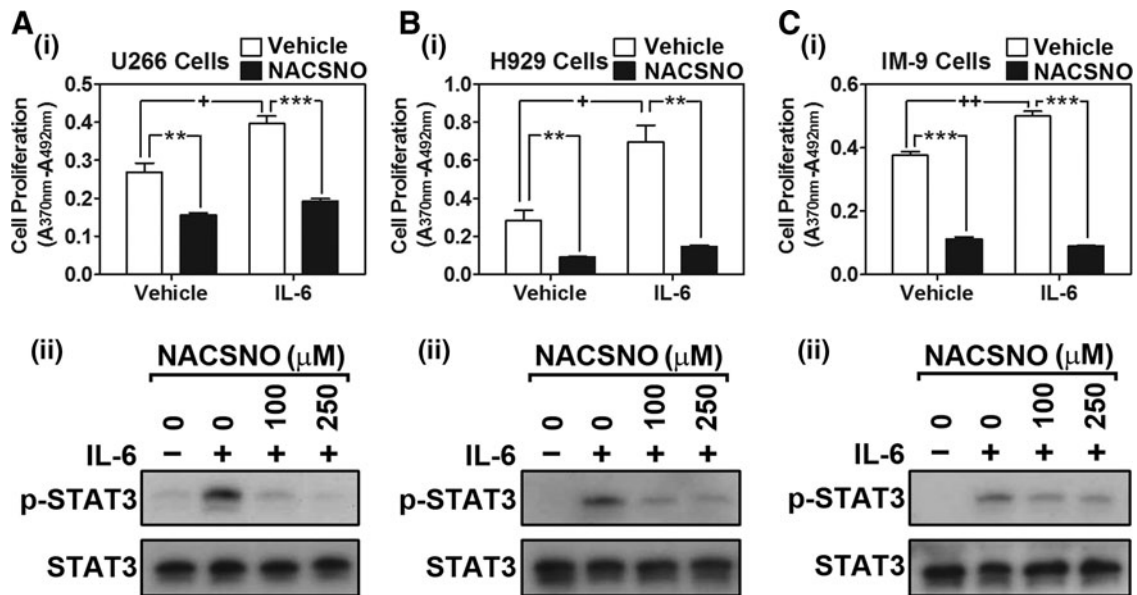 A
(i)
U266 Cells
Vehicle
NACSNO
Cell Proliferation
(A370nm-A492nm)
0.5
0.4
0.3
0.2
0.1
0.0
+
***
**
Vehicle
IL-6
B
(i)
H929 Cells
Vehicle
NACSNO
Cell Proliferation
(A370nm-A492nm)
1.0
0.8
0.6
0.4
0.2
0.0
+
**
**
Vehicle
IL-6
C
(i)
IM-9 Cells
Vehicle
NACSNO
Cell Proliferation
(A370nm-A492nm)
0.6
0.4
0.2
0.0
++
***
***
Vehicle
IL-6
(ii)
NACSNO (μM)
0 0 100 250
IL-6 − + + +
p-STAT3
STAT3
(ii)
NACSNO (μM)
0 0 100 250
IL-6 − + + +
p-STAT3
STAT3
(ii)
NACSNO (μM)
0 0 100 250
IL-6 − + + +
p-STAT3
STAT3